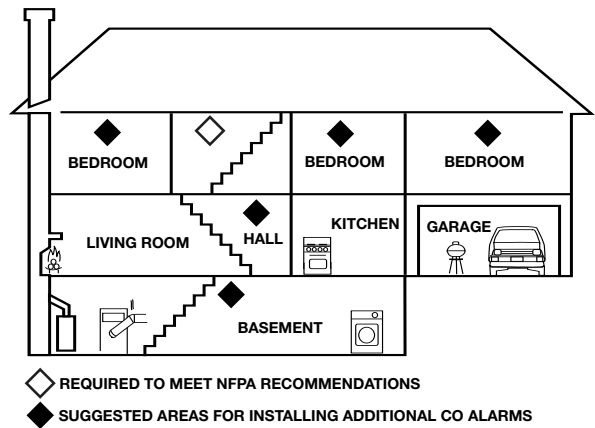 BEDROOM
BEDROOM
BEDROOM
LIVING ROOM
HALL
KITCHEN
GARAGE
BASEMENT
REQUIRED TO MEET NFPA RECOMMENDATIONS
SUGGESTED AREAS FOR INSTALLING ADDITIONAL CO ALARMS